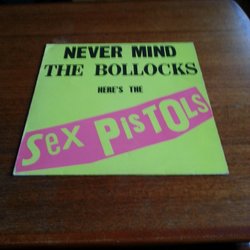 NEVER MIND
THE BOLLOCKS
HERE'S THE
Sex PISTOLS